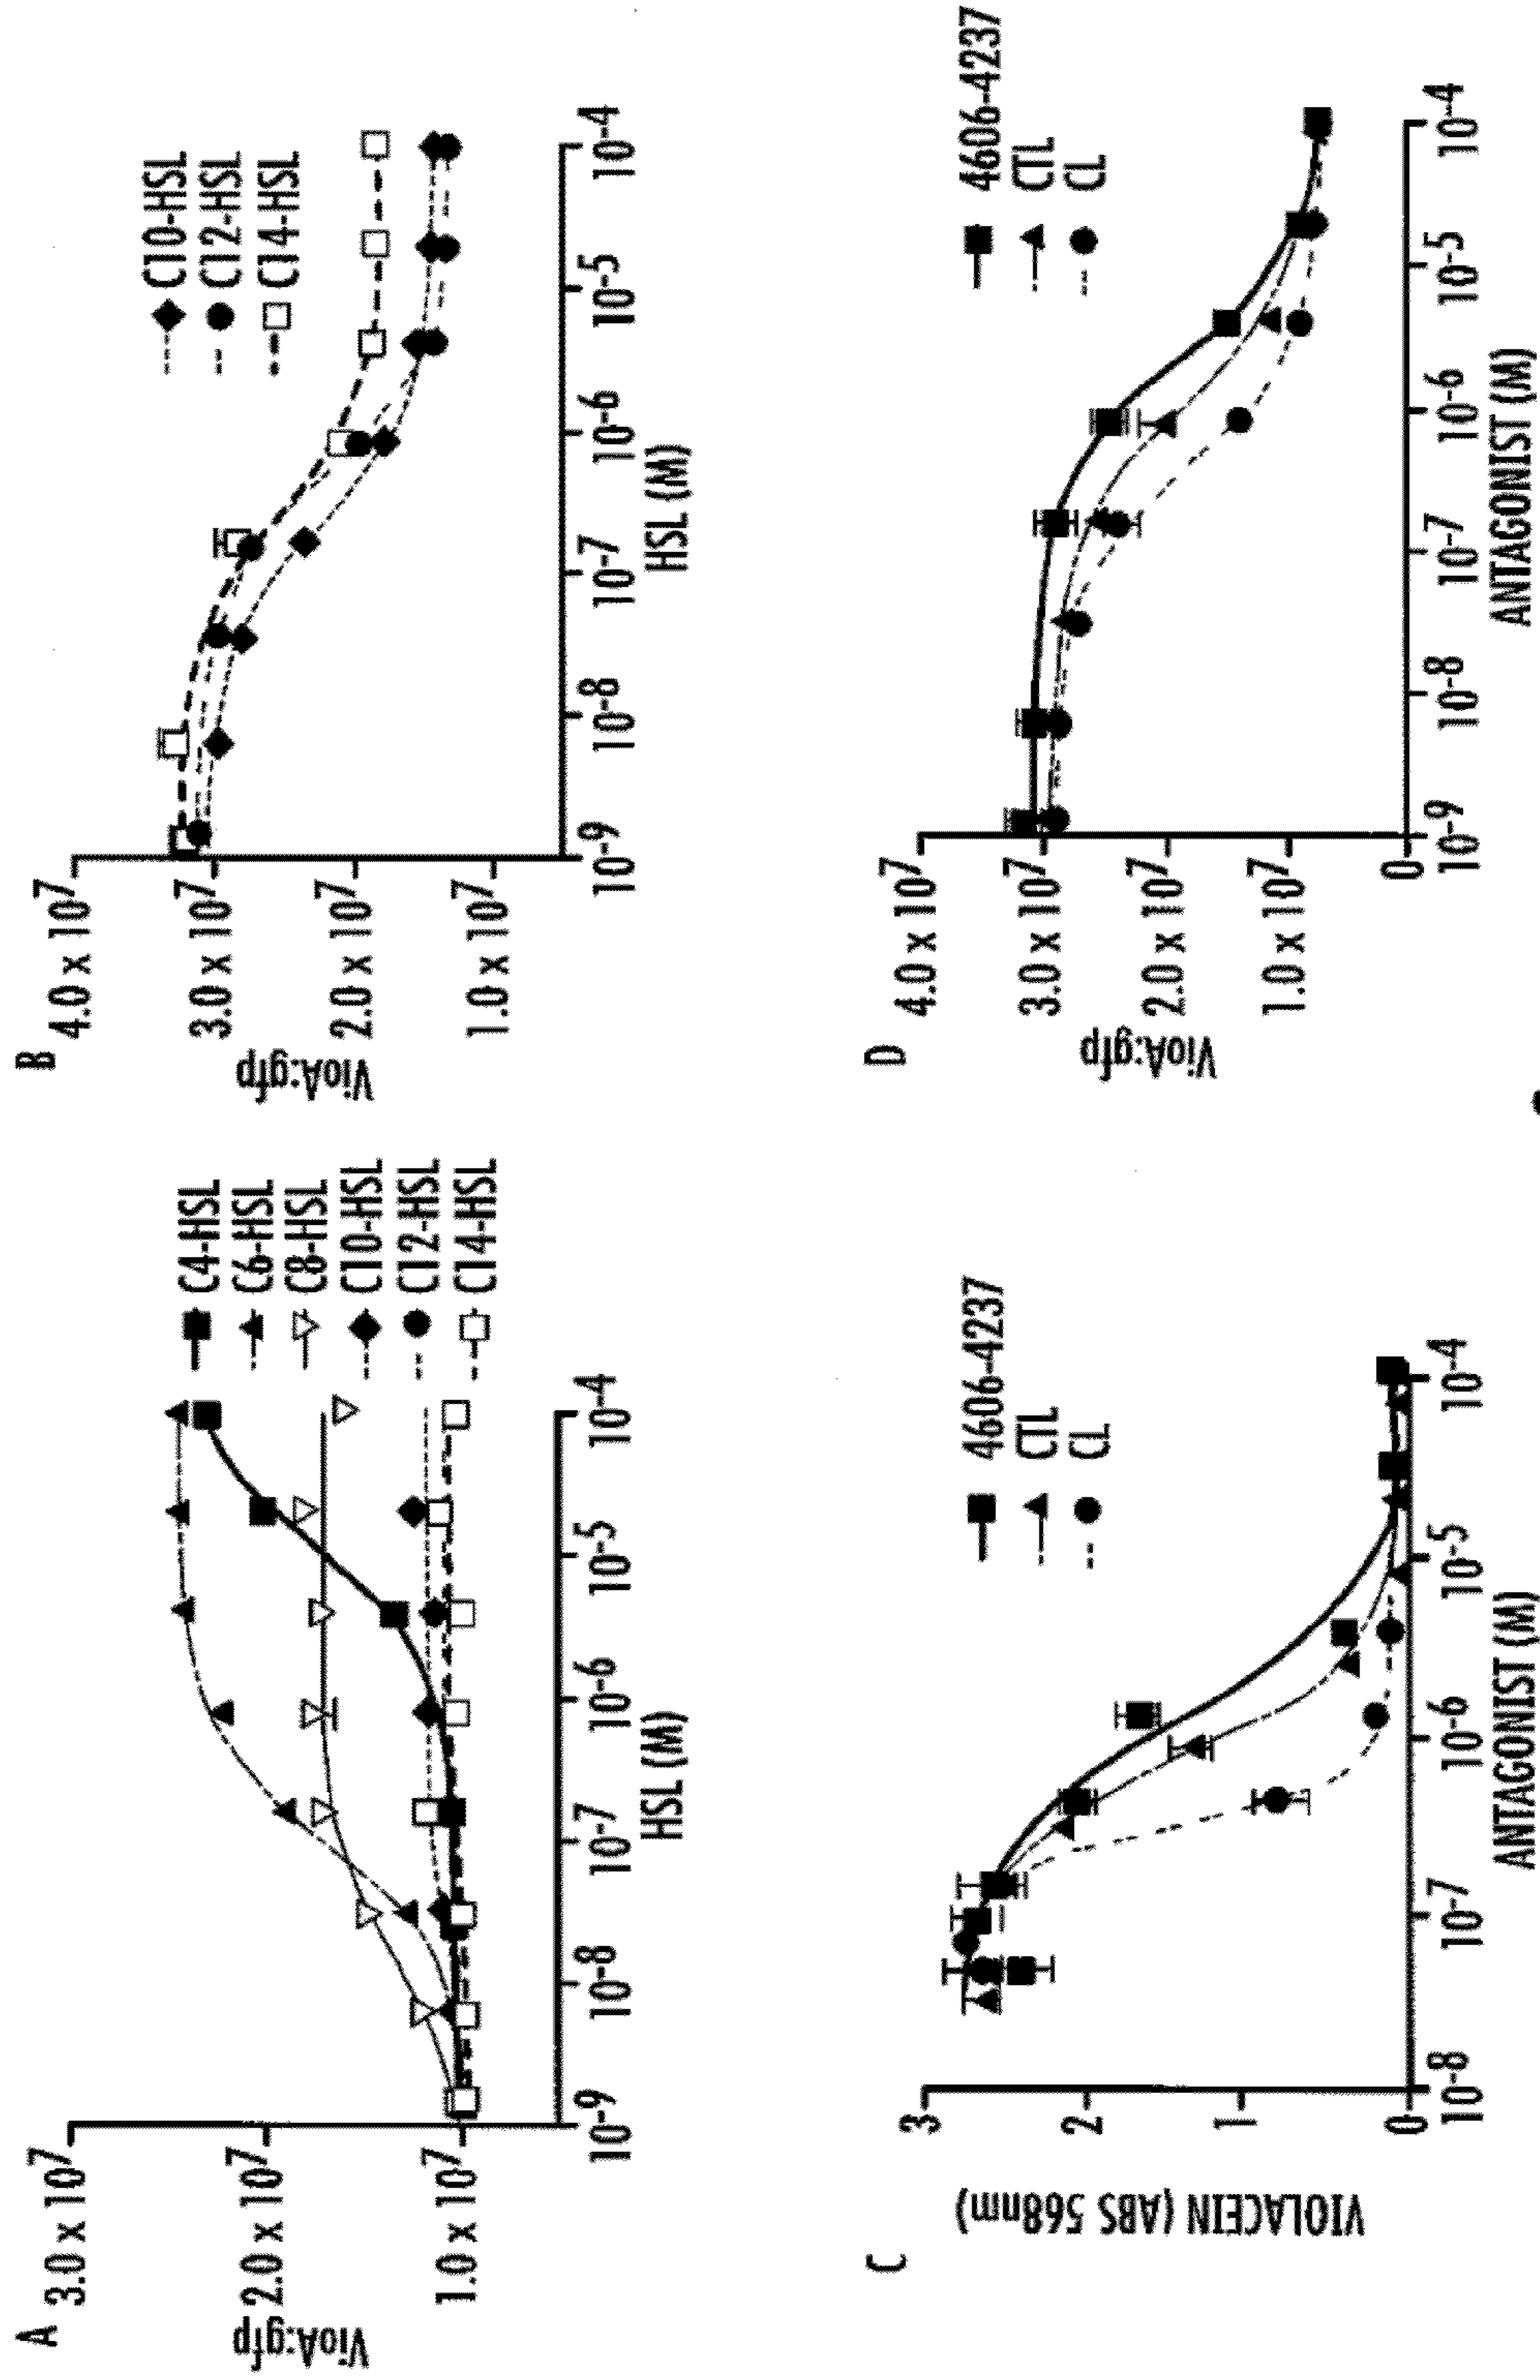 A
3.0 x 10^7
2.0 x 10^7
1.0 x 10^7
VioA:gfp
10^-9
10^-8
10^-7
10^-6
10^-5
10^-4
HSL (M)
C4-HSL
C6-HSL
C8-HSL
C10-HSL
C12-HSL
C14-HSL
B
4.0 x 10^7
3.0 x 10^7
2.0 x 10^7
1.0 x 10^7
VioA:gfp
10^-9
10^-8
10^-7
10^-6
10^-5
10^-4
HSL (M)
C10-HSL
C12-HSL
C14-HSL
C
3
2
1
0
VIOLACEIN (ABS 568nm)
10^-8
10^-7
10^-6
10^-5
10^-4
ANTAGONIST (M)
4606-4237
CTL
CL
D
4.0 x 10^7
3.0 x 10^7
2.0 x 10^7
1.0 x 10^7
0
VioA:gfp
10^-9
10^-8
10^-7
10^-6
10^-5
10^-4
ANTAGONIST (M)
4606-4237
CTL
CL